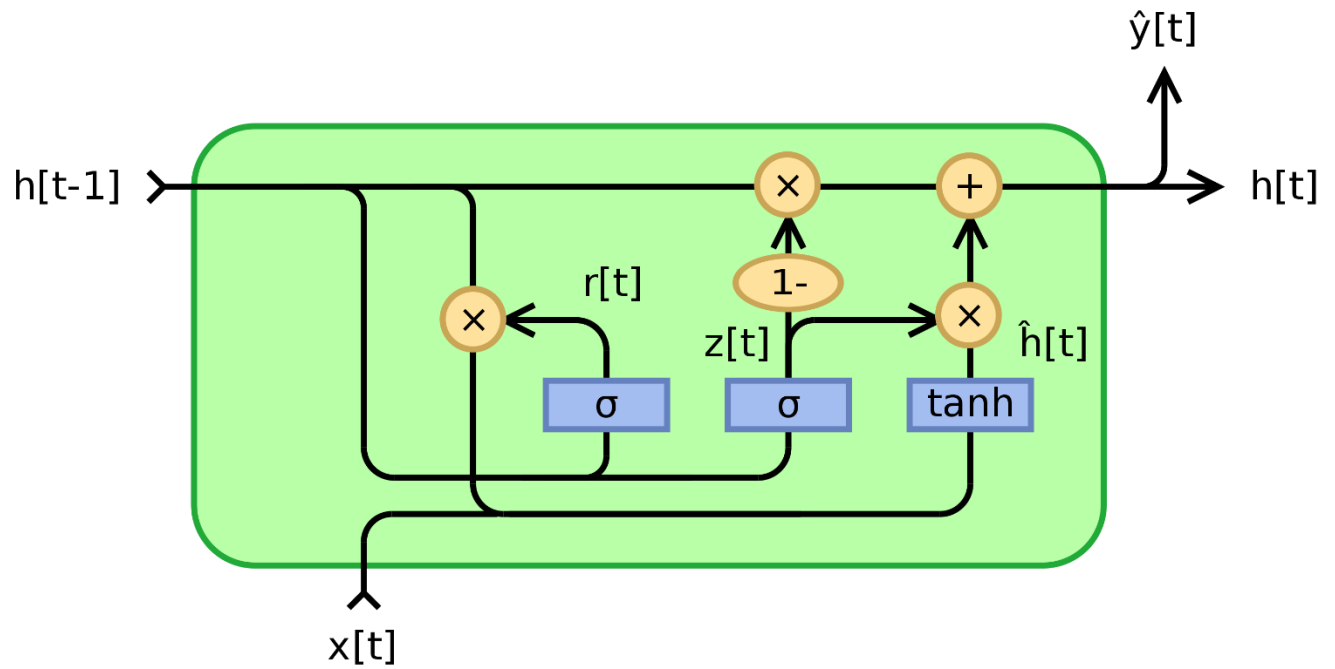 ŷ[t]
h[t-1]
×
+
h[t]
r[t]
1-
×
z[t]
×
ĥ[t]
σ
σ
tanh
x[t]